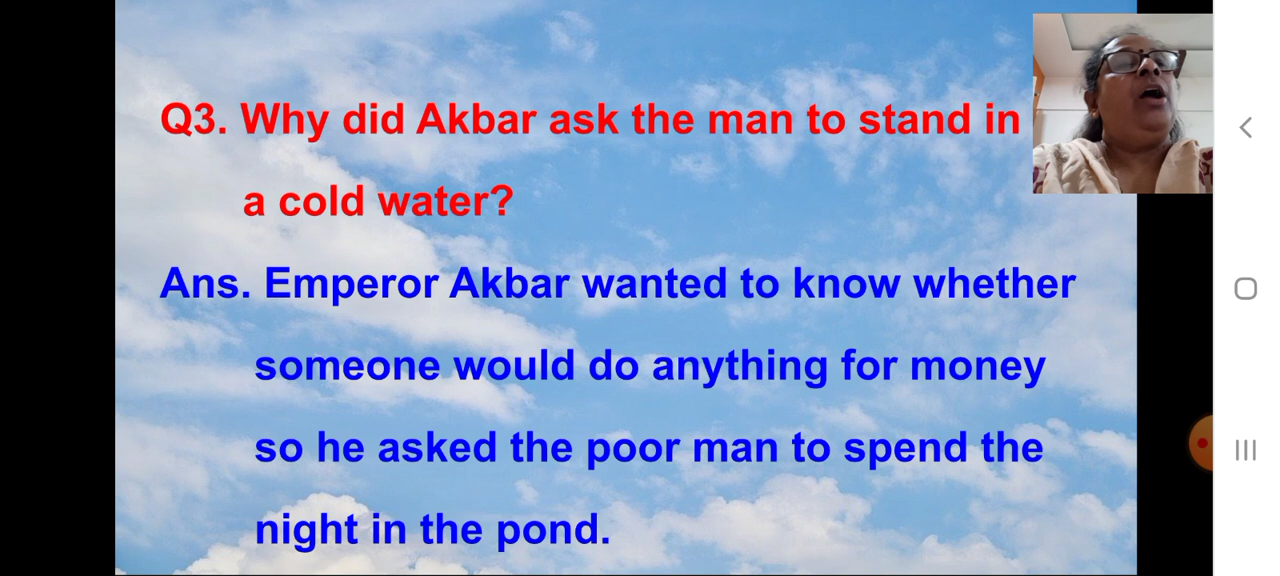 Q3. Why did Akbar ask the man to stand in
a cold water?
Ans. Emperor Akbar wanted to know whether
someone would do anything for money
so he asked the poor man to spend the
night in the pond.